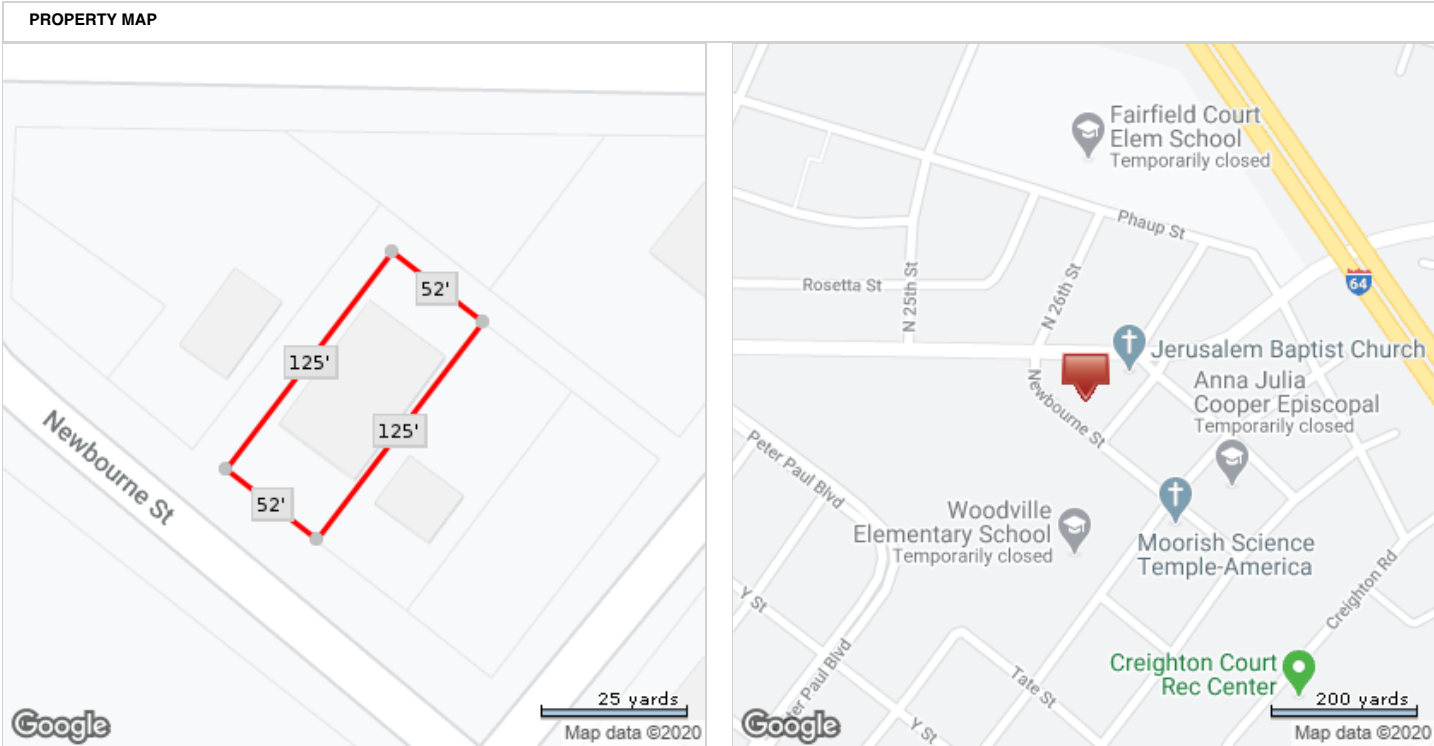 PROPERTY MAP
52'
125'
125'
52'
Newbourne St
25 yards
Google
Map data ©2020
Fairfield Court
Elem School
Temporarily closed
Phaup St
Rosetta St
N 25th St
N 26th St
64
Jerusalem Baptist Church
Anna Julia
Cooper Episcopal
Temporarily closed
Newbourne St
Peter Paul Blvd
Woodville
Elementary School
Temporarily closed
Moorish Science
Temple-America
Creighton Rd
Y St
Peter Paul Blvd
Tate St
Y St
Creighton Court
Rec Center
200 yards
Google
Map data ©2020